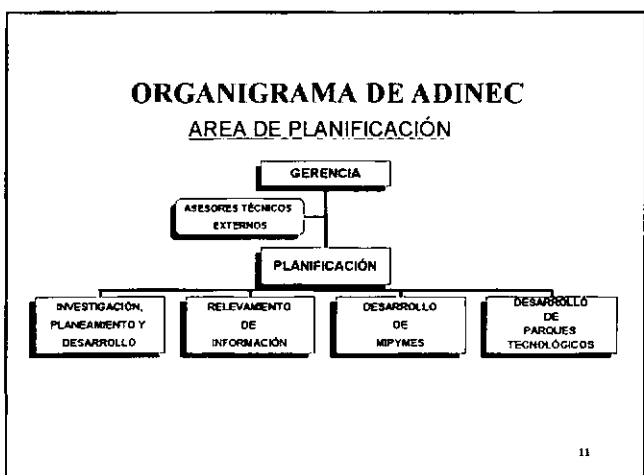 ORGANIGRAMA DE ADINEC
AREA DE PLANIFICACIÓN
GERENCIA
ASESORES TÉCNICOS
EXTERNOS
PLANIFICACIÓN
INVESTIGACIÓN,
PLANEAMIENTO Y
DESARROLLO
RELEVAMIENTO
DE
INFORMACIÓN
DESARROLLO
DE
MIPYMES
DESARROLLO
DE
PARQUES
TECNOLÓGICOS
11